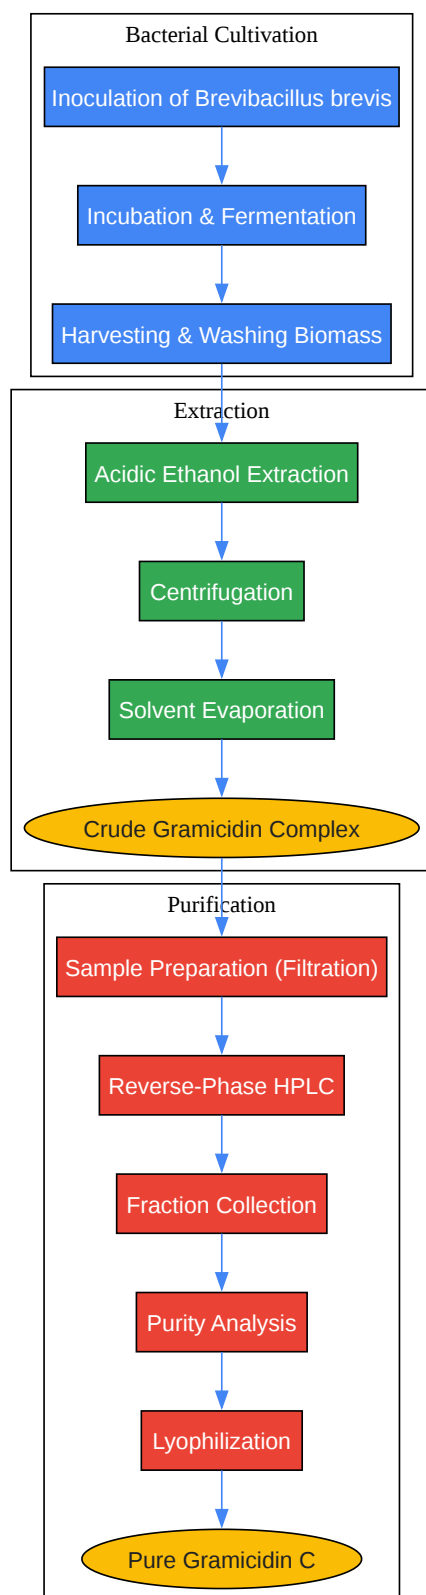 Bacterial Cultivation
Inoculation of Brevibacillus brevis
Incubation & Fermentation
Harvesting & Washing Biomass
Extraction
Acidic Ethanol Extraction
Centrifugation
Solvent Evaporation
Crude Gramicidin Complex
Purification
Sample Preparation (Filtration)
Reverse-Phase HPLC
Fraction Collection
Purity Analysis
Lyophilization
Pure Gramicidin C